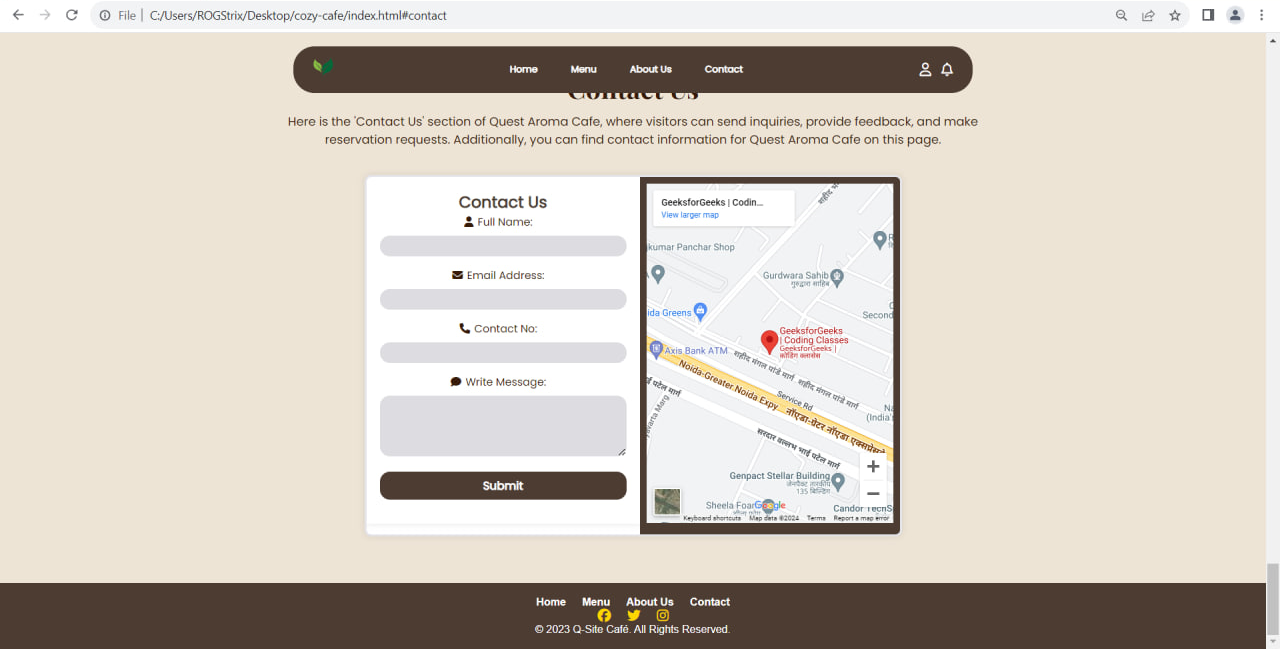 File | C:/Users/ROGStrix/Desktop/cozy-cafe/index.html#contact
Home Menu About Us Contact
Contact Us
Here is the 'Contact Us' section of Quest Aroma Cafe, where visitors can send inquiries, provide feedback, and make
reservation requests. Additionally, you can find contact information for Quest Aroma Cafe on this page.
Contact Us
Full Name:
Email Address:
Contact No:
Write Message:
Submit
GeeksforGeeks | Codin...
View larger map
शहीद
kumar Panchar Shop
Gurdwara Sahib
गुरुद्वारा साहिब
ida Greens
Second
GeeksforGeeks
| Coding Classes
GeeksforGeeks |
कोडिंग क्लासेस
Axis Bank ATM
शहीद मंगल पांडे मार्ग
शहीद मंगल पांडे मार्ग
Noida-Greater Noida Expy
Service Rd
नॉएडा-ग्रेटर नॉएडा
(India's
ई पटेल मार्ग
सरदार वल्लभ भाई पटेल मार्ग
Genpact Stellar Building
135 बिल्डिंग
Sheela Foam
Google
Candor TechS
Keyboard shortcuts Map data ©2024 Terms Report a map error
Home Menu About Us Contact
© 2023 Q-Site Café. All Rights Reserved.